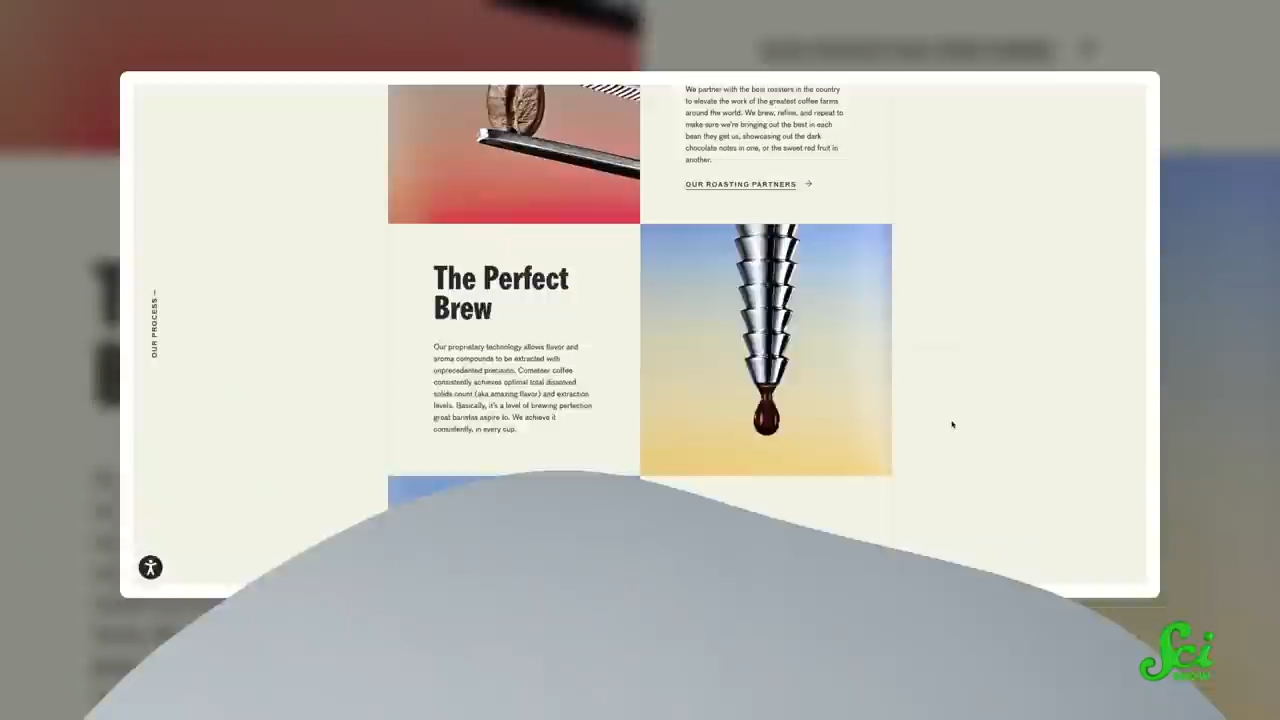 We partner with the best roasters in the country
to elevate the work of the greatest coffee farms
around the world. We brew, refine, and repeat to
make sure we're bringing out the best in each
bean they get us, showcasing out the dark
chocolate notes in one, or the sweet red fruit in
another.
OUR ROASTING PARTNERS →
OUR PROCESS —
The Perfect
Brew
Our proprietary technology allows flavor and
aroma compounds to be extracted with
unprecedented precision. Cometeer coffee
consistently achieves optimal total dissolved
solids count (aka amazing flavor) and extraction
levels. Basically, it's a level of brewing perfection
great baristas aspire to. We achieve it
consistently, in every cup.
Sci
Show